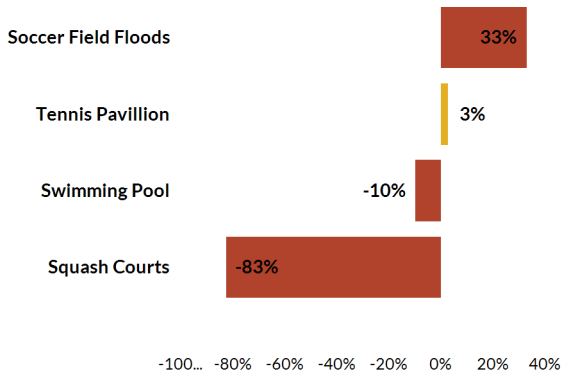 Soccer Field Floods 33%
Tennis Pavillion 3%
Swimming Pool -10%
Squash Courts -83%
-100... -80% -60% -40% -20% 0% 20% 40%